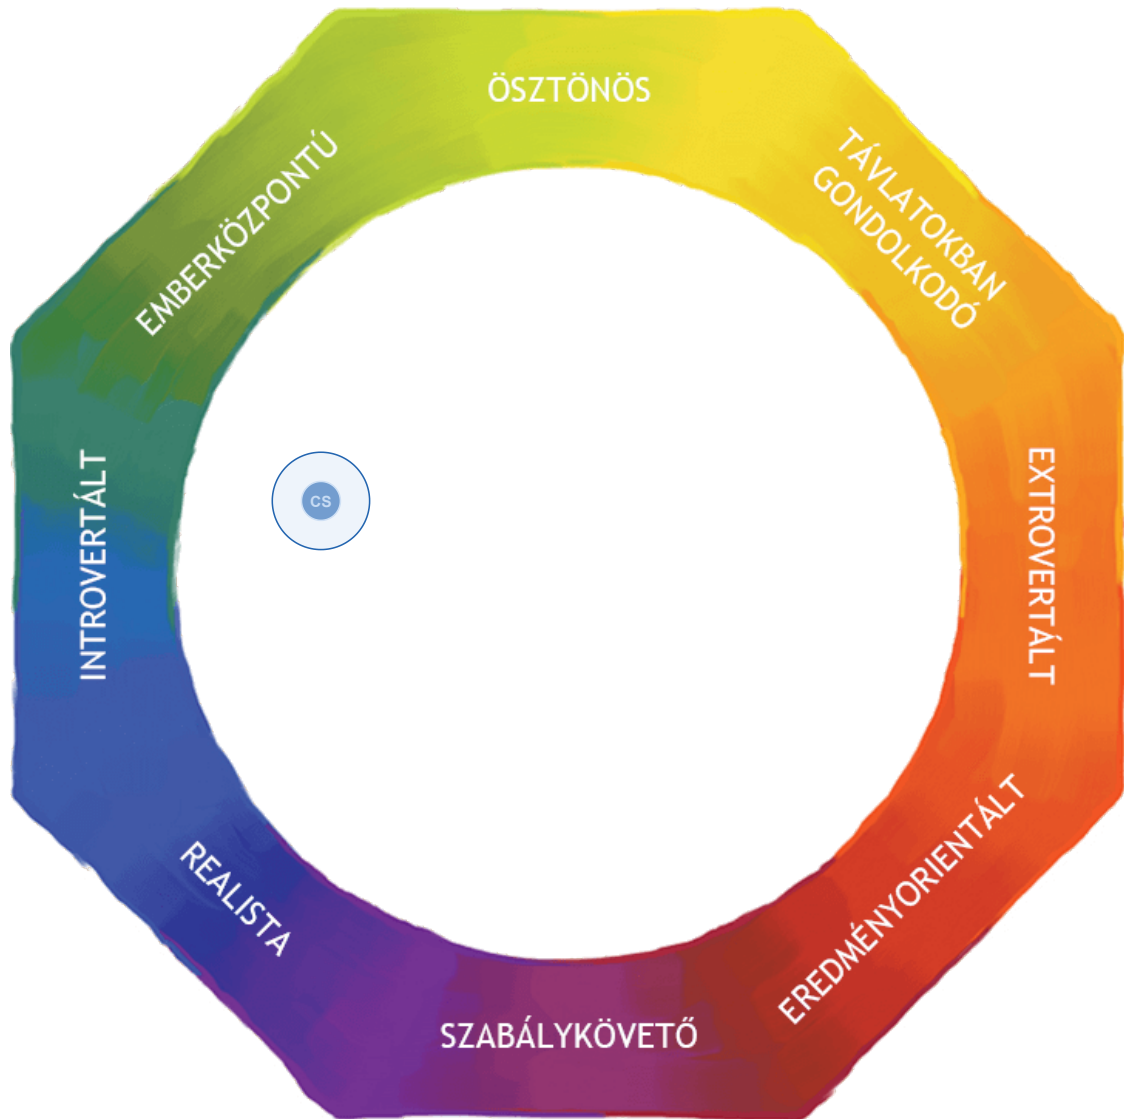 ÖSZTÖNÖS
TÁVLATOKBAN
GONDOLKODÓ
EMBERKÖZPONTÚ
EXTROVERTÁLT
INTROVERTÁLT
CS
EREDMÉNYORIENTÁLT
REALISTA
SZABÁLYKÖVETŐ